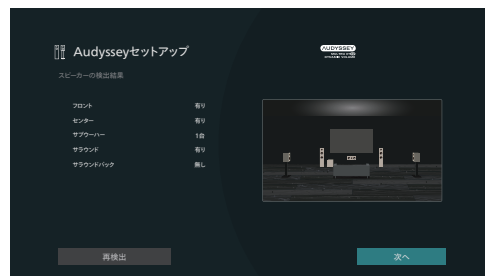 Audysseyセットアップ
AUDYSSEY
DYNAMIC VOLUME
スピーカーの検出結果
フロント 有り
センター 有り
サブウーハー 1台
サラウンド 有り
サラウンドバック 無し
再検出
次へ